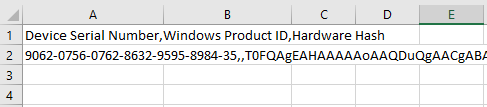 A B C D E
1 Device Serial Number,Windows Product ID,Hardware Hash
2 9062-0756-0762-8632-9595-8984-35,,T0FQAgEAHAAAAAoAAQDuQgAACgABA
3
4